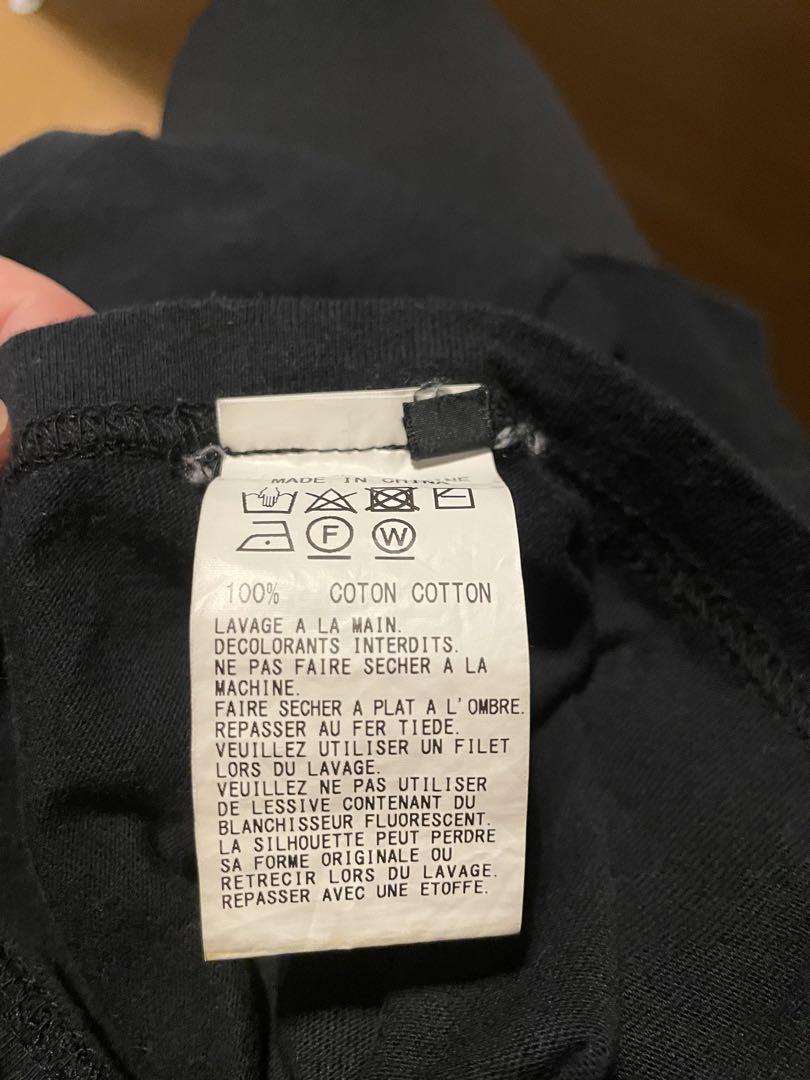 MADE IN CHINE
F W
100% COTON COTTON
LAVAGE A LA MAIN.
DECOLORANTS INTERDITS.
NE PAS FAIRE SECHER A LA
MACHINE.
FAIRE SECHER A PLAT A L'OMBRE.
REPASSER AU FER TIEDE.
VEUILLEZ UTILISER UN FILET
LORS DU LAVAGE.
VEUILLEZ NE PAS UTILISER
DE LESSIVE CONTENANT DU
BLANCHISSEUR FLUORESCENT.
LA SILHOUETTE PEUT PERDRE
SA FORME ORIGINALE OU
RETRECIR LORS DU LAVAGE.
REPASSER AVEC UNE ETOFFE.